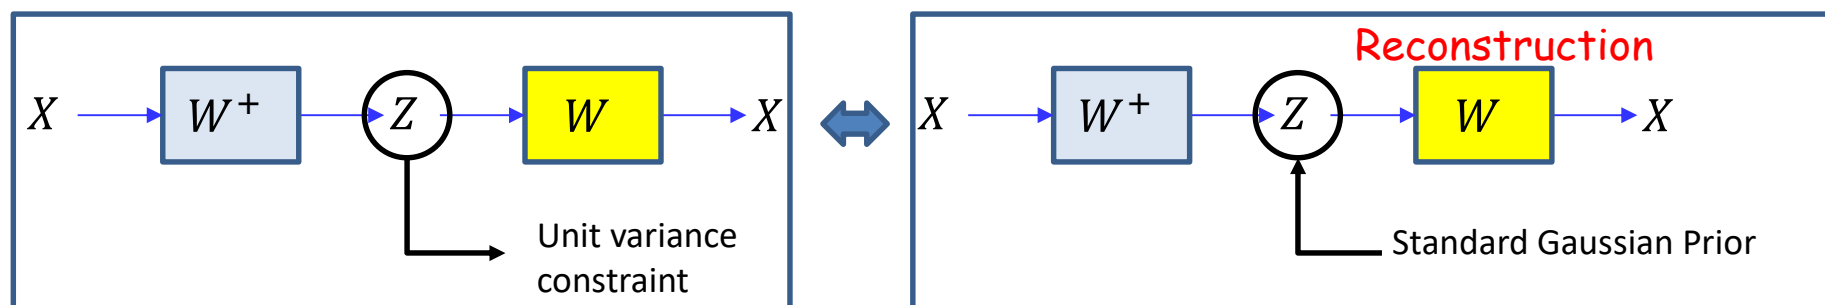 X W⁺ Z W X
Unit variance
constraint
Reconstruction
X W⁺ Z W X
Standard Gaussian Prior